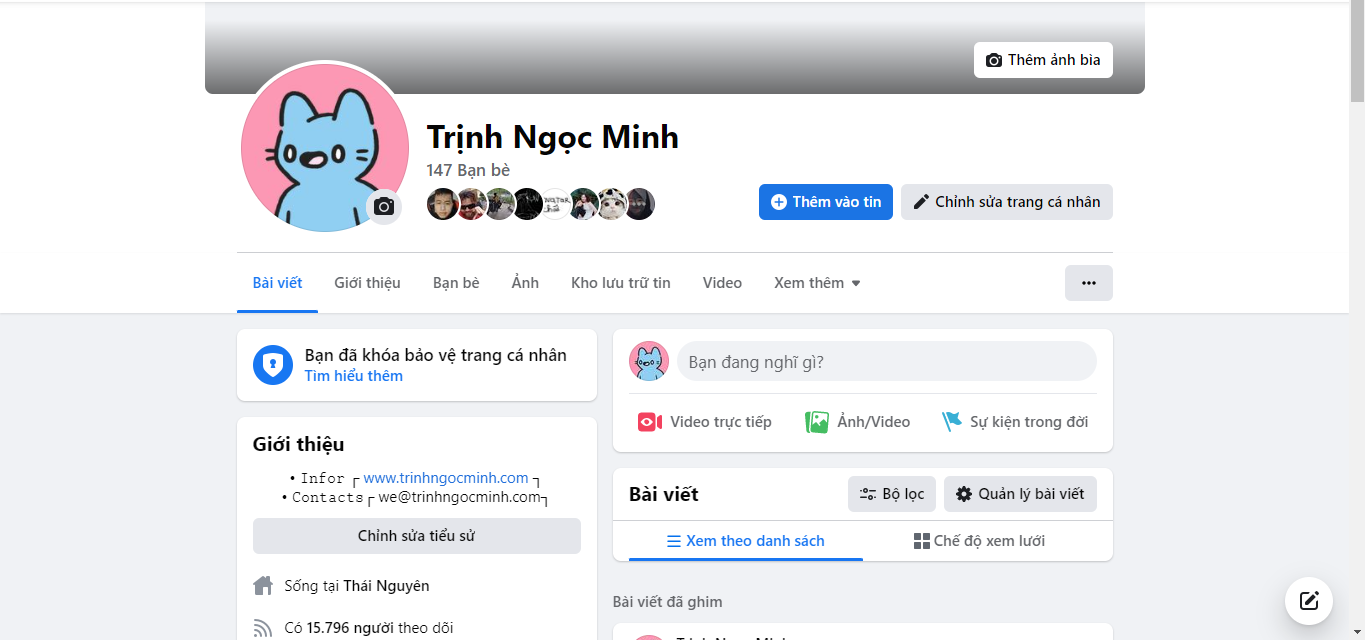 Thêm ảnh bìa
Trịnh Ngọc Minh
147 Bạn bè
Thêm vào tin
Chỉnh sửa trang cá nhân
Bài viết
Giới thiệu
Bạn bè
Ảnh
Kho lưu trữ tin
Video
Xem thêm
Bạn đã khóa bảo vệ trang cá nhân
Tìm hiểu thêm
Giới thiệu
• Infor ┌ www.trinhngocminh.com ┐
• Contacts┌ we@trinhngocminh.com┐
Chỉnh sửa tiểu sử
Sống tại Thái Nguyên
Có 15.796 người theo dõi
Bạn đang nghĩ gì?
Video trực tiếp
Ảnh/Video
Sự kiện trong đời
Bài viết
Bộ lọc
Quản lý bài viết
Xem theo danh sách
Chế độ xem lưới
Bài viết đã ghim
Trịnh Ngọc Minh